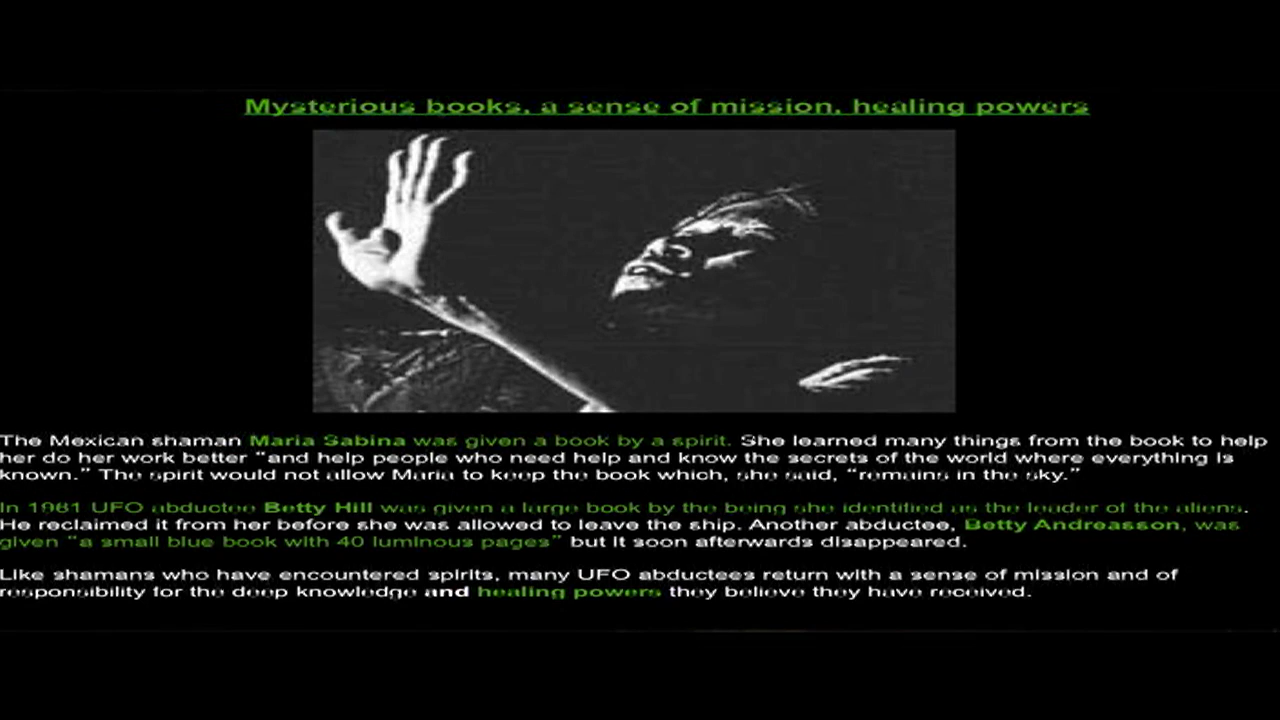 Mysterious books, a sense of mission, healing powers
The Mexican shaman Maria Sabina was given a book by a spirit. She learned many things from the book to help
her do her work better “and help people who need help and know the secrets of the world where everything is
known.” The spirit would not allow Maria to keep the book which, she said, “remains in the sky.”
In 1961 UFO abductee Betty Hill was given a large book by the being she identified as the leader of the aliens.
He reclaimed it from her before she was allowed to leave the ship. Another abductee, Betty Andreasson, was
given “a small blue book with 40 luminous pages” but it soon afterwards disappeared.
Like shamans who have encountered spirits, many UFO abductees return with a sense of mission and of
responsibility for the deep knowledge and healing powers they believe they have received.